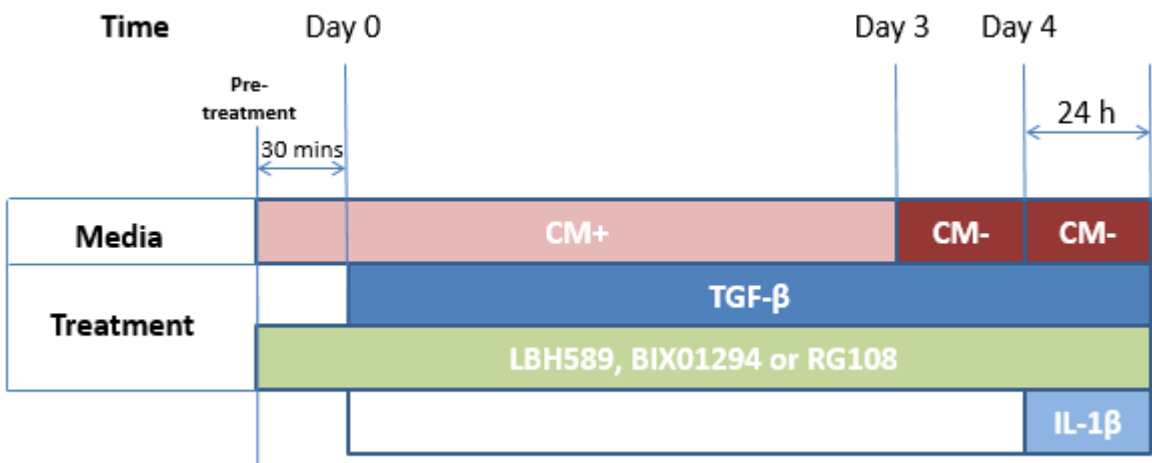 Time Day 0 Day 3 Day 4
Pre-
treatment
24 h
30 mins
Media CM+ CM- CM-
TGF-β
Treatment
LBH589, BIX01294 or RG108
IL-1β